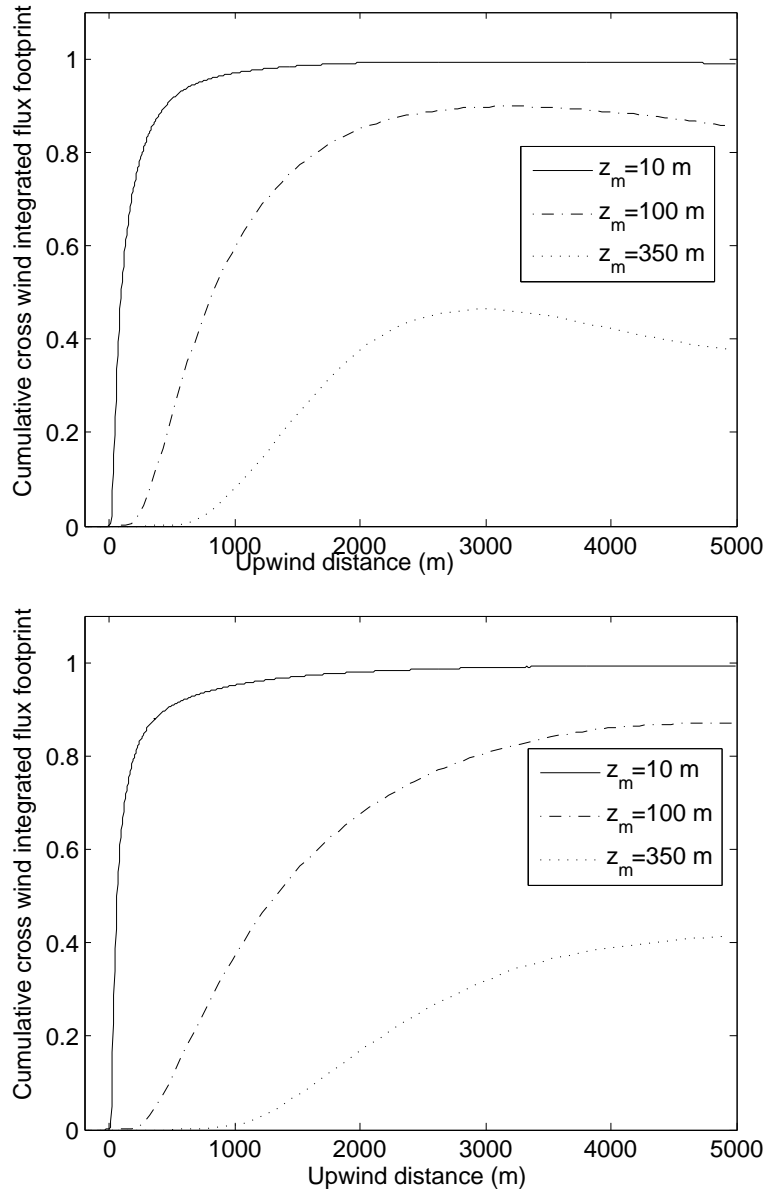 Cumulative cross wind integrated flux footprint
1
0.8
0.6
0.4
0.2
0
z_m=10 m
z_m=100 m
z_m=350 m
0 1000 2000 3000 4000 5000
Upwind distance (m)
Cumulative cross wind integrated flux footprint
1
0.8
0.6
0.4
0.2
0
z_m=10 m
z_m=100 m
z_m=350 m
0 1000 2000 3000 4000 5000
Upwind distance (m)